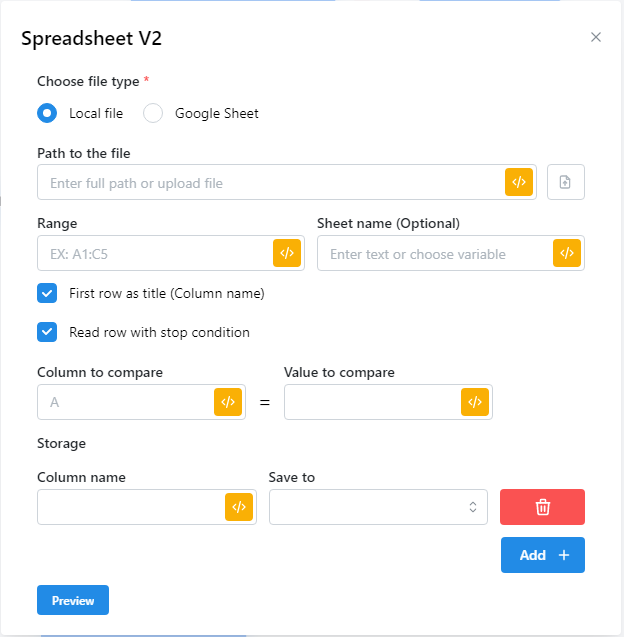 Spreadsheet V2
Choose file type *
Local file Google Sheet
Path to the file
Enter full path or upload file </>
Range Sheet name (Optional)
EX: A1:C5 </> Enter text or choose variable </>
First row as title (Column name)
Read row with stop condition
Column to compare Value to compare
A </> = </>
Storage
Column name Save to
</>
Add +
Preview